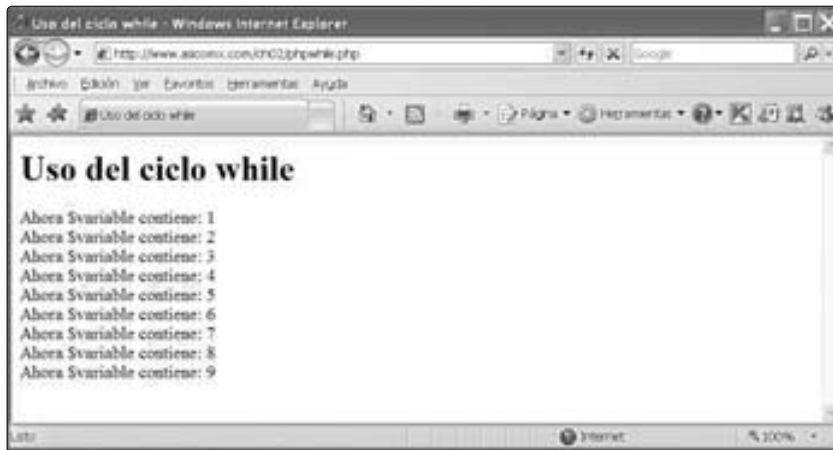 Uso del ciclo while - Windows Internet Explorer
Google
Archivo Edición Ver Favoritos Herramientas Ayuda
Uso del ciclo while
Página Herramientas
Uso del ciclo while
Ahora $variable contiene: 1
Ahora $variable contiene: 2
Ahora $variable contiene: 3
Ahora $variable contiene: 4
Ahora $variable contiene: 5
Ahora $variable contiene: 6
Ahora $variable contiene: 7
Ahora $variable contiene: 8
Ahora $variable contiene: 9
Listo Internet 100%